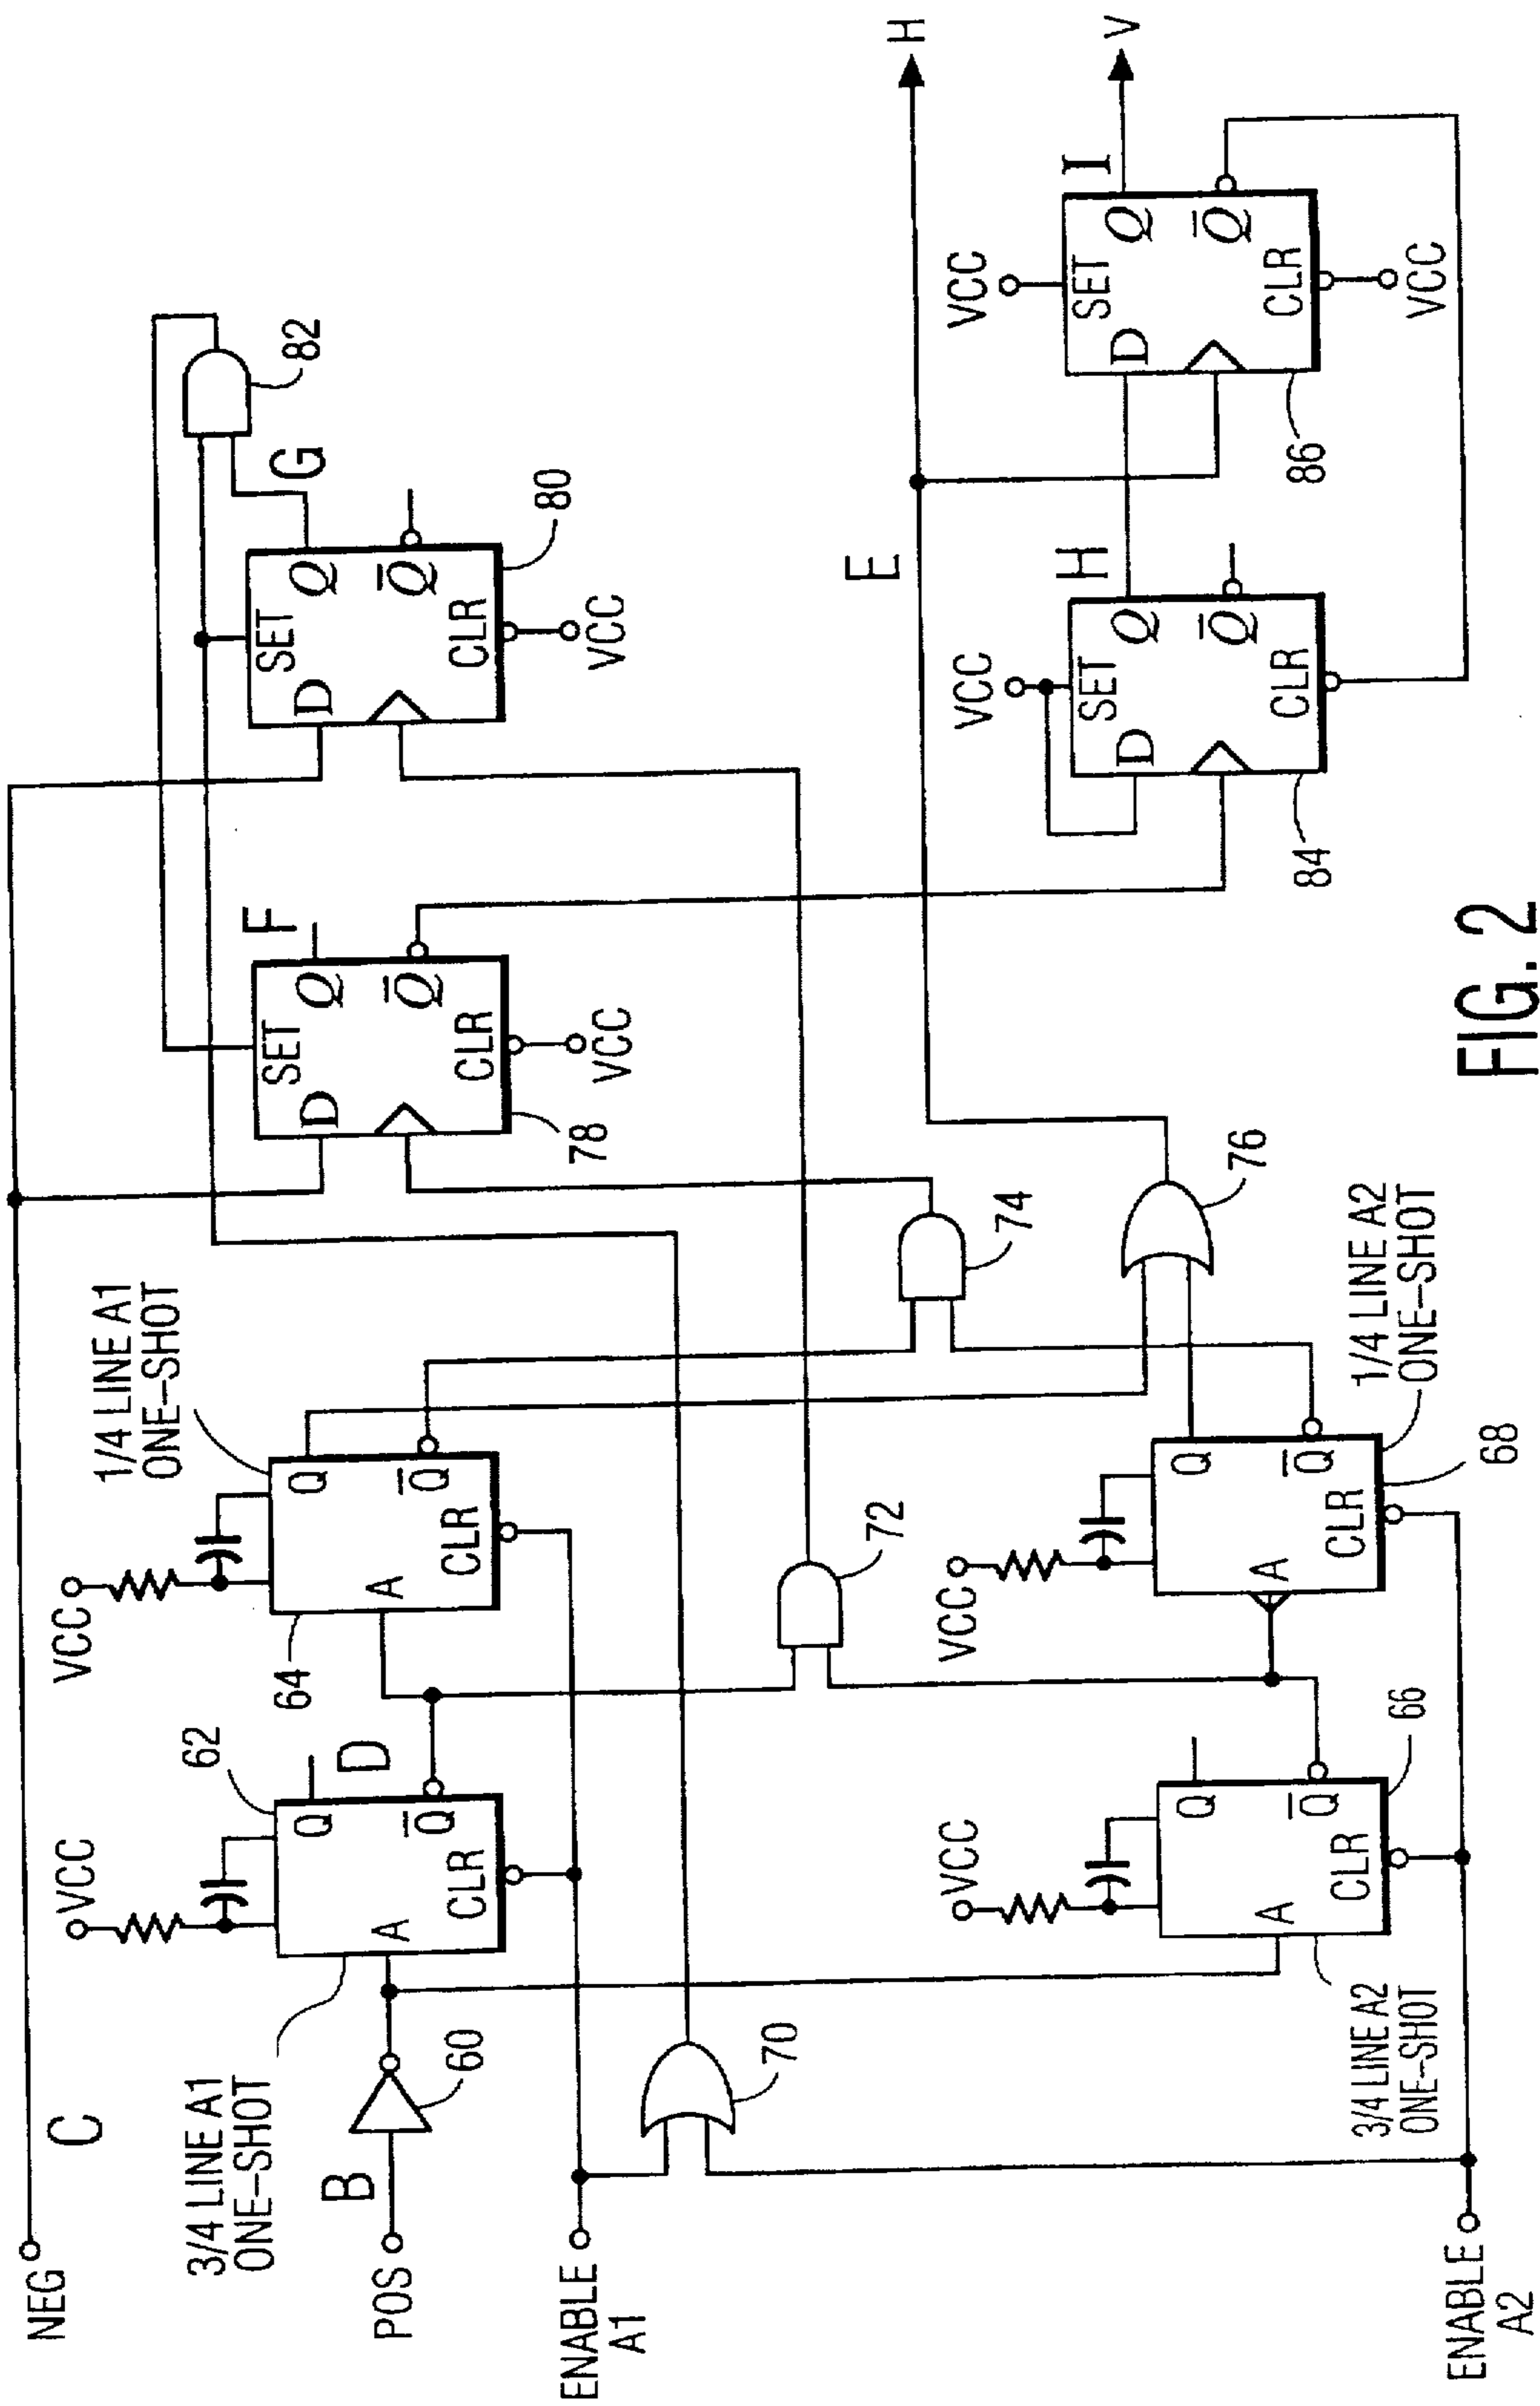 NEG
C
3/4 LINE A1
ONE-SHOT
B
POS
60
ENABLE
A1
70
ENABLE
A2
3/4 LINE A2
ONE-SHOT
VCC
62
A
Q
Q̅
CLR
D
VCC
66
A
Q
Q̅
CLR
1/4 LINE A1
ONE-SHOT
VCC
64
A
Q
Q̅
CLR
72
VCC
68
A
Q
Q̅
CLR
1/4 LINE A2
ONE-SHOT
74
76
F
78
SET
D
Q
Q̅
CLR
VCC
G
80
SET
D
Q
Q̅
CLR
VCC
82
E
H
VCC
84
SET
D
Q
Q̅
CLR
H
VCC
86
SET
D
Q
Q̅
CLR
VCC
I
V
FIG. 2